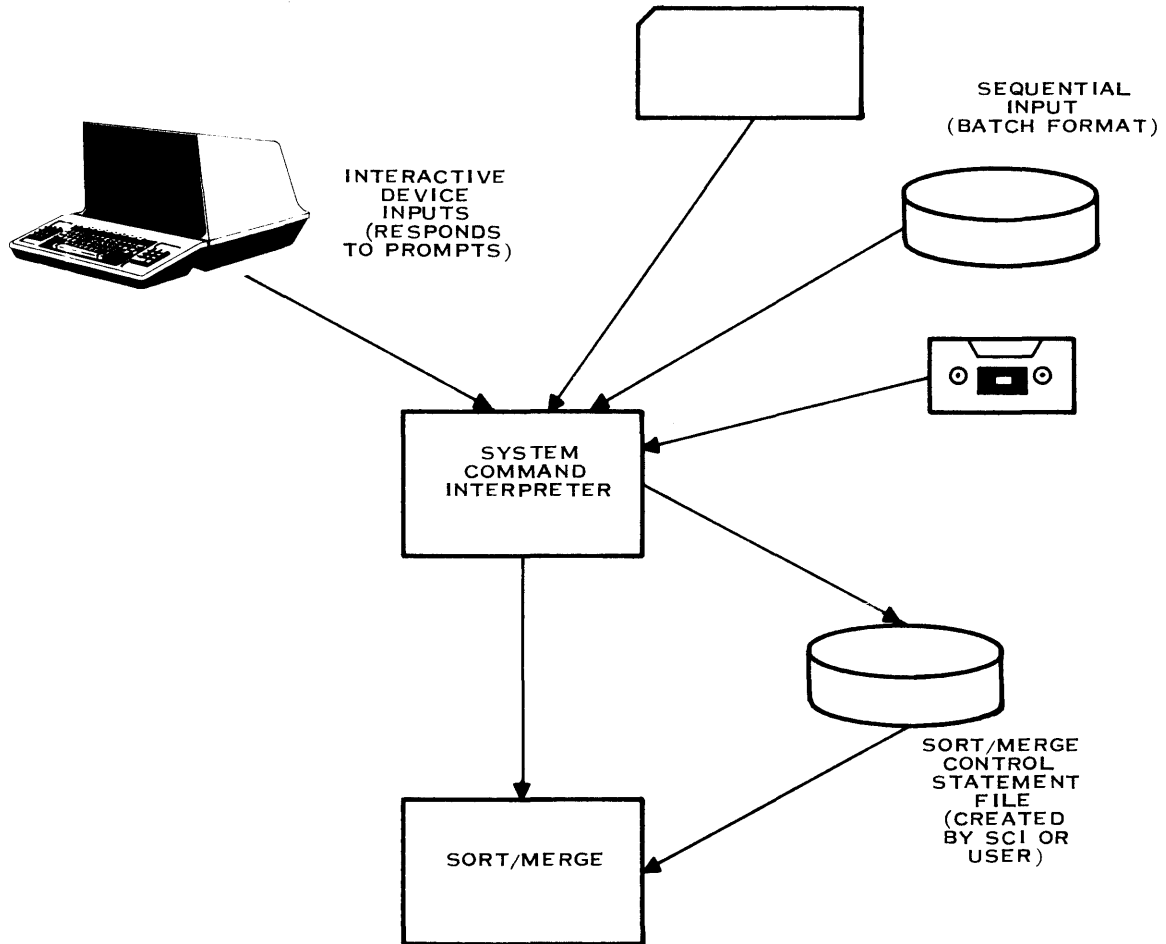 SEQUENTIAL
INPUT
(BATCH FORMAT)
INTERACTIVE
DEVICE
INPUTS
(RESPONDS
TO PROMPTS)
SYSTEM
COMMAND
INTERPRETER
SORT/MERGE
CONTROL
STATEMENT
FILE
(CREATED
BY SCI OR
USER)
SORT/MERGE